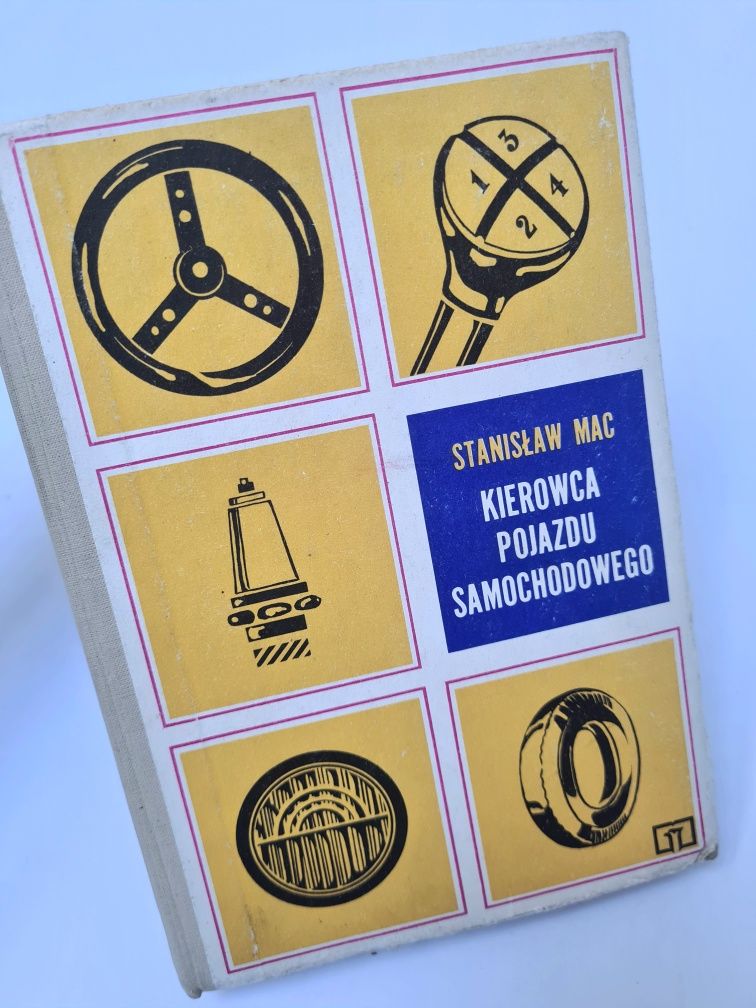 3
1 4
2
STANISŁAW MAC
KIEROWCA
POJAZDU
SAMOCHODOWEGO